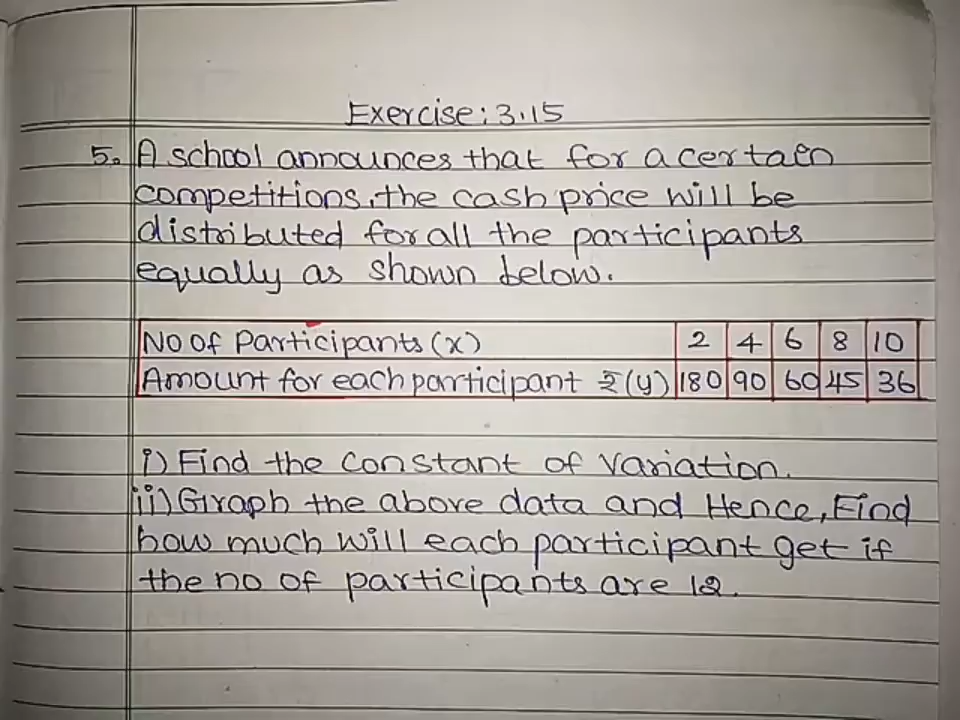 Exercise: 3.15
5. A school announces that for a certain
competitions, the cash price will be
distributed for all the participants
equally as shown below.
No of Participants (x) 2 4 6 8 10
Amount for each participant ₹ (y) 180 90 60 45 36
i) Find the constant of variation.
ii) Graph the above data and Hence, Find
how much will each participant get if
the no of participants are 12.